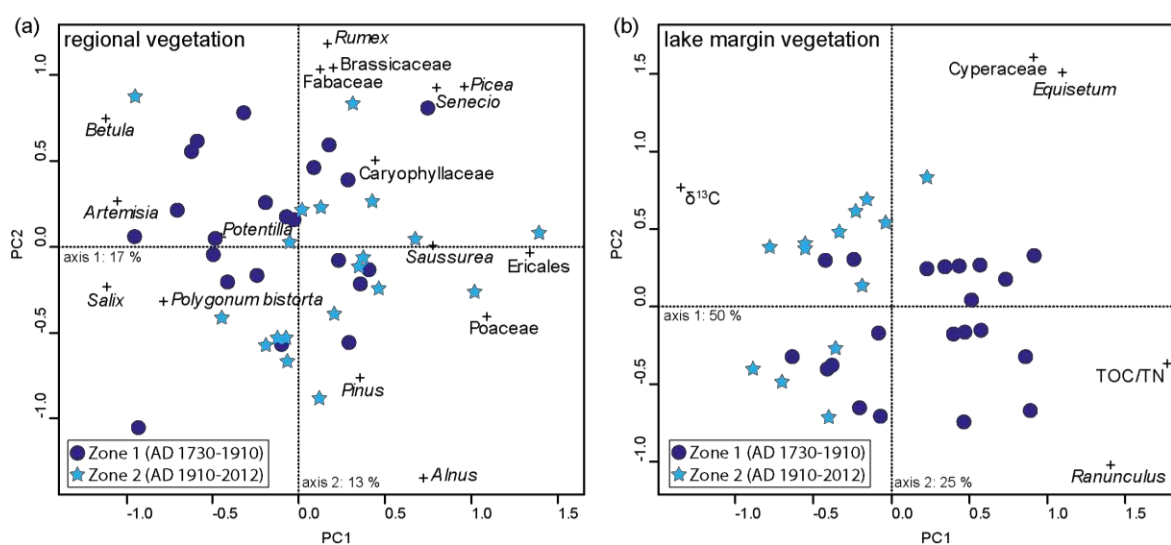 (a)
regional vegetation
Rumex
Brassicaceae
Fabaceae
Picea
Senecio
Betula
Caryophyllaceae
Artemisia
Potentilla
axis 1: 17 %
Saussurea
Ericales
Salix
Polygonum bistorta
Poaceae
Pinus
Alnus
Zone 1 (AD 1730-1910)
Zone 2 (AD 1910-2012)
axis 2: 13 %
PC2
1.0
0.5
0.0
-0.5
-1.0
-1.0 -0.5 0.0 0.5 1.0 1.5
PC1
(b)
lake margin vegetation
Cyperaceae
Equisetum
δ13C
axis 1: 50 %
TOC/TN
Ranunculus
Zone 1 (AD 1730-1910)
Zone 2 (AD 1910-2012)
axis 2: 25 %
PC2
1.5
1.0
0.5
0.0
-0.5
-1.0
-1.0 -0.5 0.0 0.5 1.0 1.5
PC1